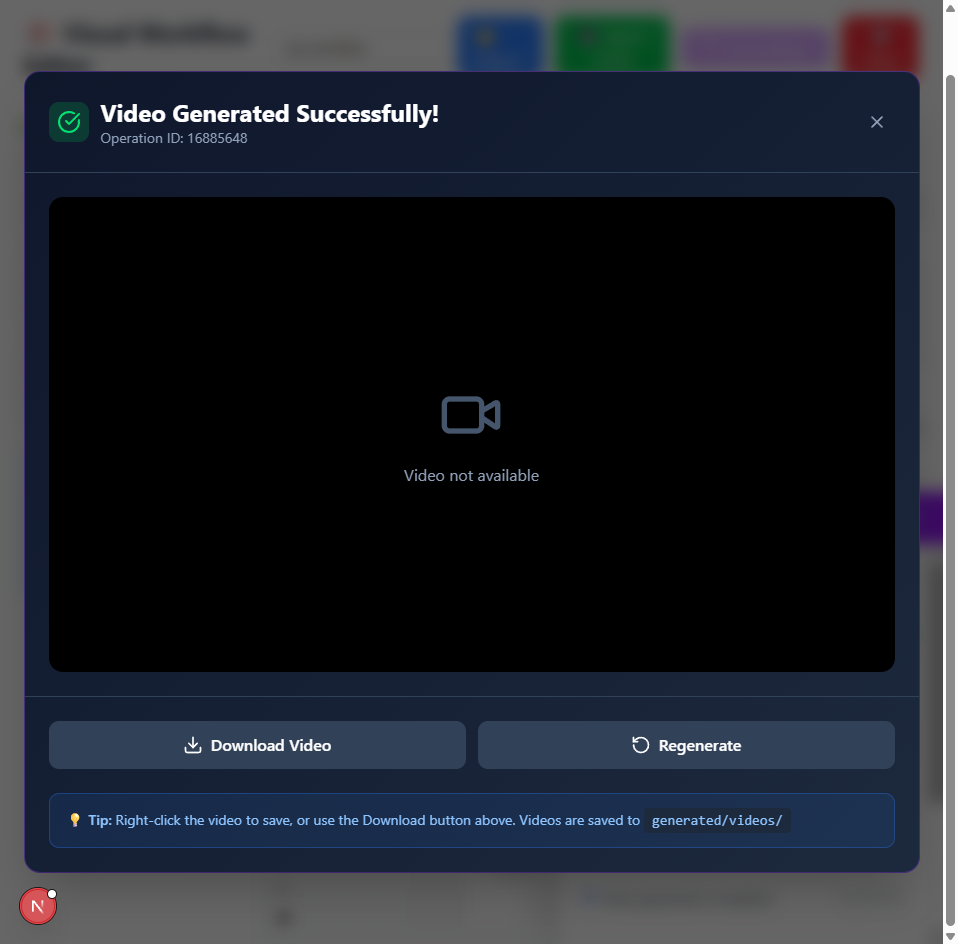 Video Generated Successfully!
Operation ID: 16885648
Video not available
Download Video
Regenerate
Tip: Right-click the video to save, or use the Download button above. Videos are saved to generated/videos/
N